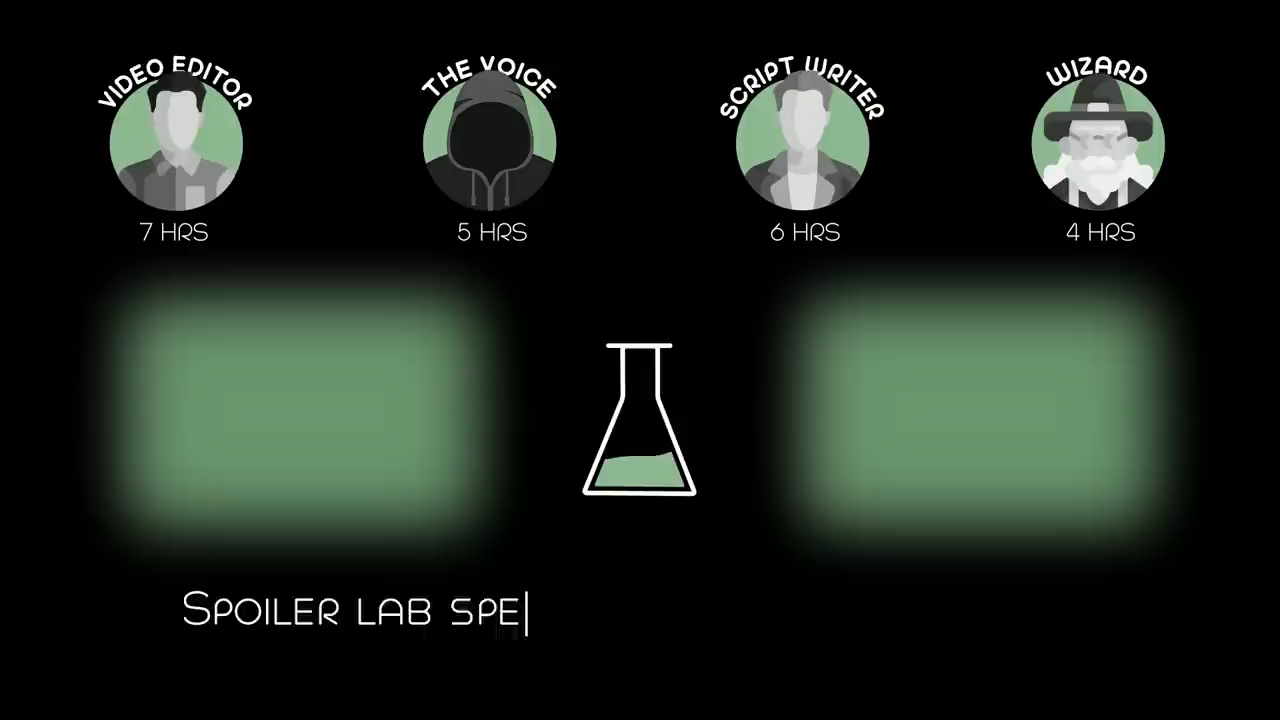 VIDEO EDITOR
THE VOICE
SCRIPT WRITER
WIZARD
7 HRS
5 HRS
6 HRS
4 HRS
SPOILER LAB SPE